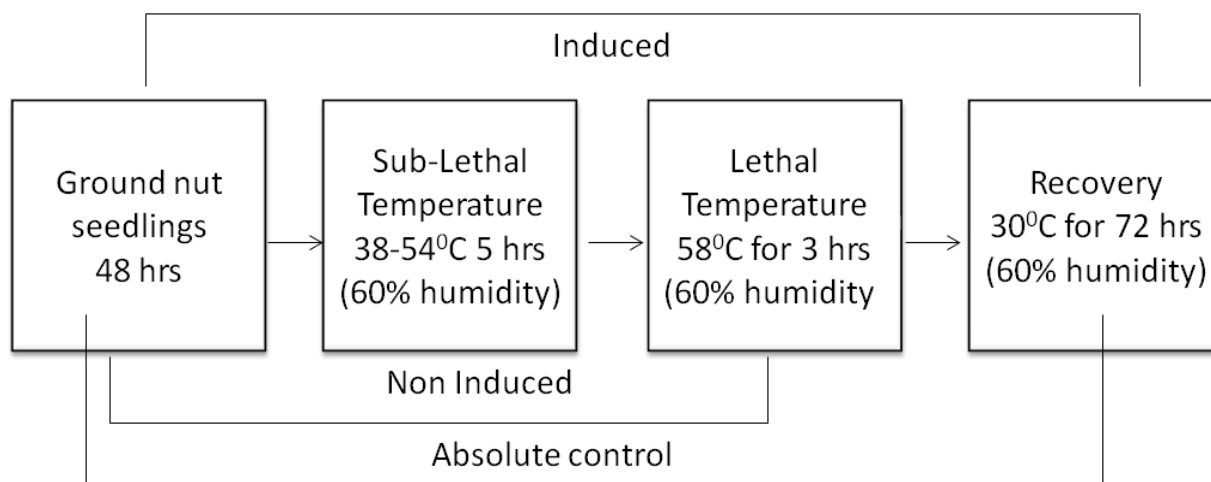 Induced
Ground nut
seedlings
48 hrs
Sub-Lethal
Temperature
38-54⁰C 5 hrs
(60% humidity)
Lethal
Temperature
58⁰C for 3 hrs
(60% humidity
Recovery
30⁰C for 72 hrs
(60% humidity)
Non Induced
Absolute control